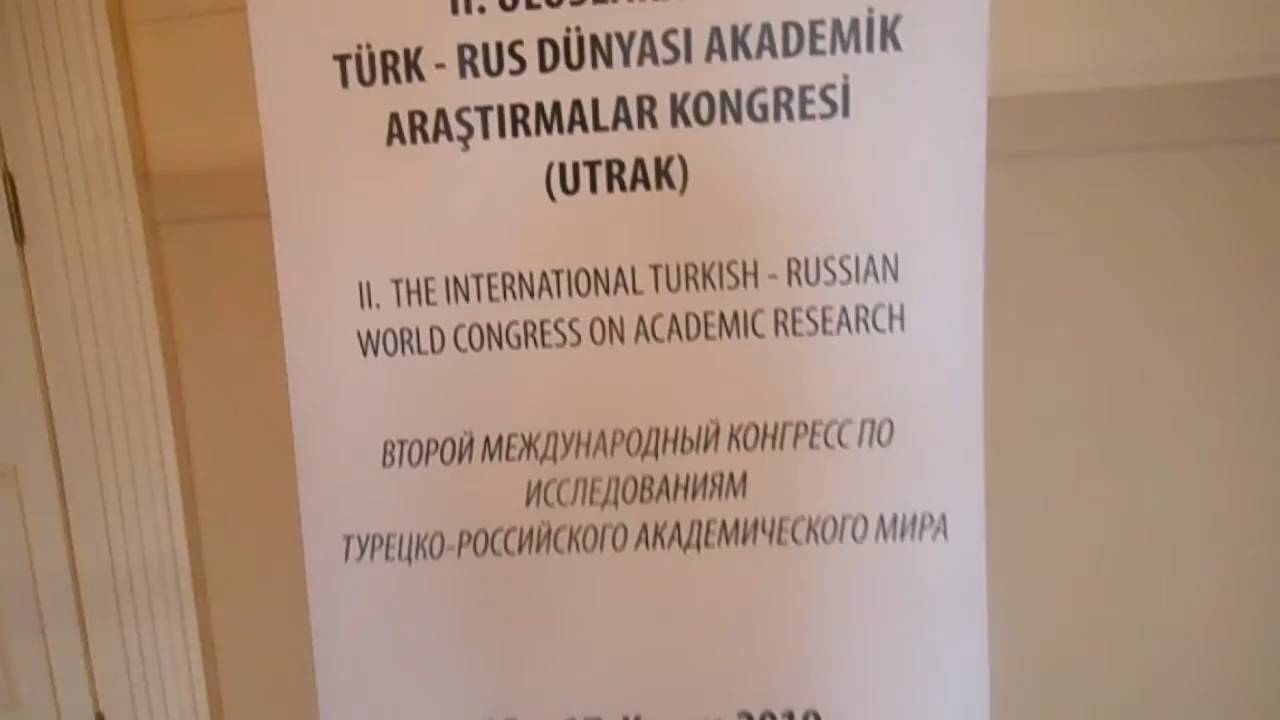 II.
TÜRK - RUS DÜNYASI AKADEMİK
ARAŞTIRMALAR KONGRESİ
(UTRAK)
II. THE INTERNATIONAL TURKISH - RUSSIAN
WORLD CONGRESS ON ACADEMIC RESEARCH
ВТОРОЙ МЕЖДУНАРОДНЫЙ КОНГРЕСС ПО
ИССЛЕДОВАНИЯМ
ТУРЕЦКО-РОССИЙСКОГО АКАДЕМИЧЕСКОГО МИРА